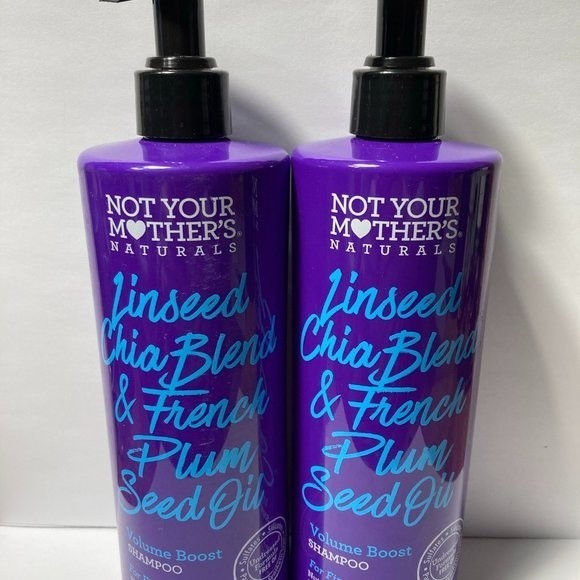 NOT YOUR
MOTHER'S®
NATURALS
Linseed
Chia Blend
& French
Plum
Seed Oil
Volume Boost
SHAMPOO
NOT YOUR
MOTHER'S®
NATURALS
Linseed
Chia Blend
& French
Plum
Seed Oil
Volume Boost
SHAMPOO
For